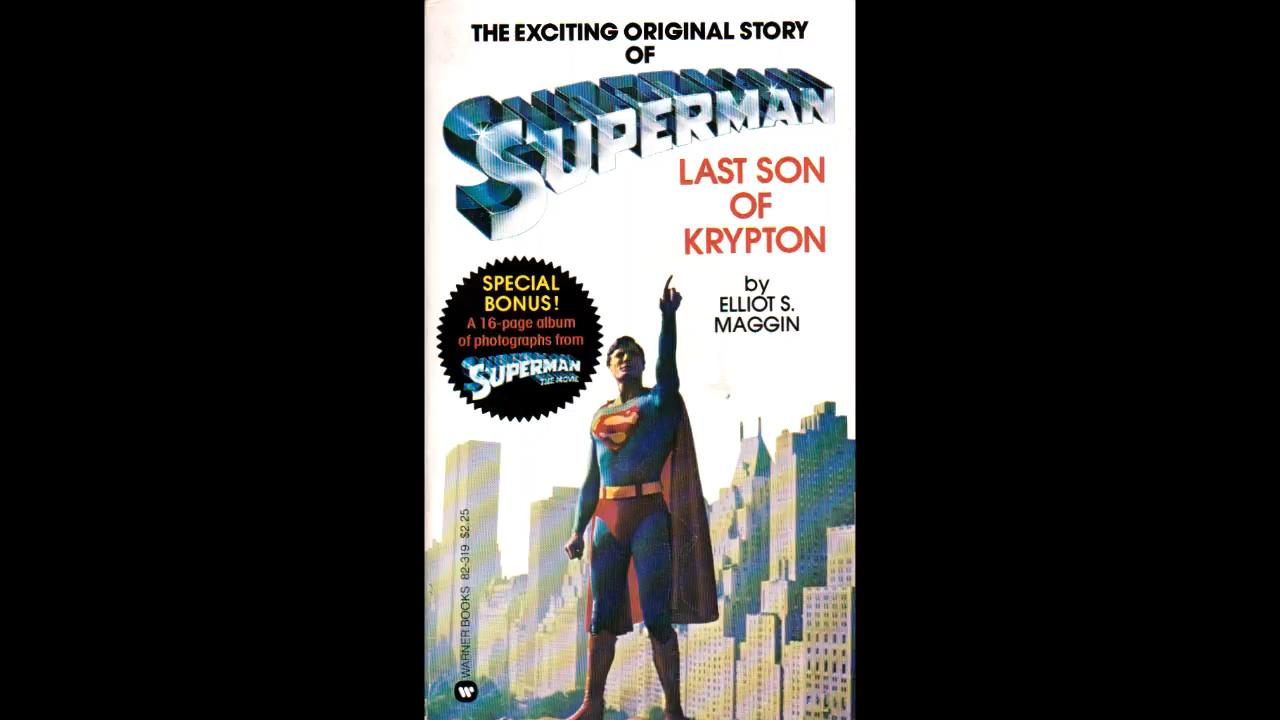 THE EXCITING ORIGINAL STORY
OF
SUPERMAN
LAST SON
OF
KRYPTON
by
ELLIOT S.
MAGGIN
SPECIAL
BONUS!
A 16-page album
of photographs from
SUPERMAN
THE MOVIE
WARNER BOOKS 82-319 $2.25